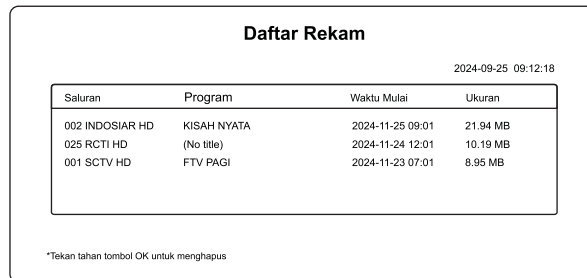 Daftar Rekam
2024-09-25 09:12:18
Saluran Program Waktu Mulai Ukuran
002 INDOSIAR HD KISAH NYATA 2024-11-25 09:01 21.94 MB
025 RCTI HD (No title) 2024-11-24 12:01 10.19 MB
001 SCTV HD FTV PAGI 2024-11-23 07:01 8.95 MB
*Tekan tahan tombol OK untuk menghapus